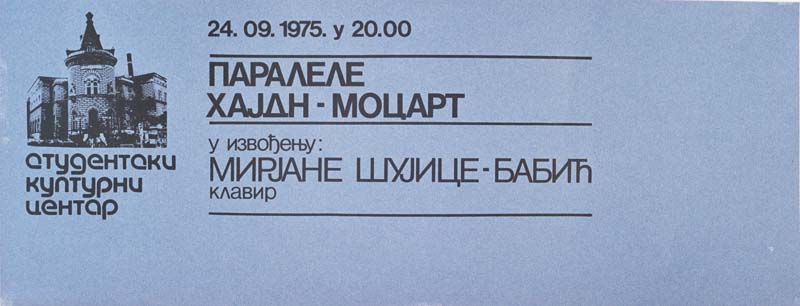 24. 09. 1975. у 20.00
ПАРАЛЕЛЕ
ХАЈДН - МОЦАРТ
у извођењу:
МИРЈАНЕ ШУЈИЦЕ - БАБИЋ
клавир
студентски
културни
центар